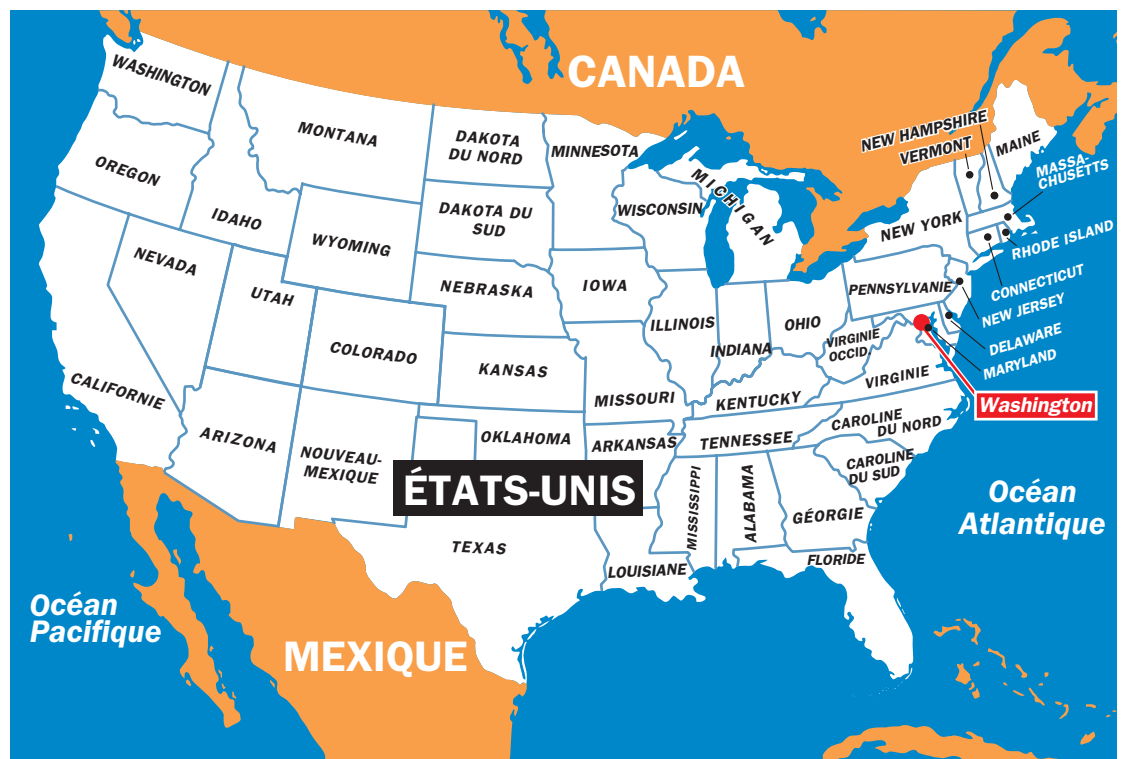 CANADA
WASHINGTON
MONTANA
DAKOTA
DU NORD
MINNESOTA
NEW HAMPSHIRE
VERMONT
MAINE
MASSA-
CHUSETTS
OREGON
IDAHO
WYOMING
DAKOTA DU
SUD
WISCONSIN
MICHIGAN
NEW YORK
RHODE ISLAND
CONNECTICUT
NEW JERSEY
DELAWARE
MARYLAND
NEVADA
UTAH
COLORADO
NEBRASKA
IOWA
ILLINOIS
INDIANA
OHIO
PENNSYLVANIE
VIRGINIE
OCCID.
VIRGINIE
Washington
CALIFORNIE
ARIZONA
NOUVEAU-
MEXIQUE
KANSAS
OKLAHOMA
MISSOURI
ARKANSAS
KENTUCKY
TENNESSEE
CAROLINE
DU NORD
CAROLINE
DU SUD
ÉTATS-UNIS
TEXAS
LOUISIANE
MISSISSIPPI
ALABAMA
GÉORGIE
FLORIDE
Océan
Atlantique
Océan
Pacifique
MEXIQUE